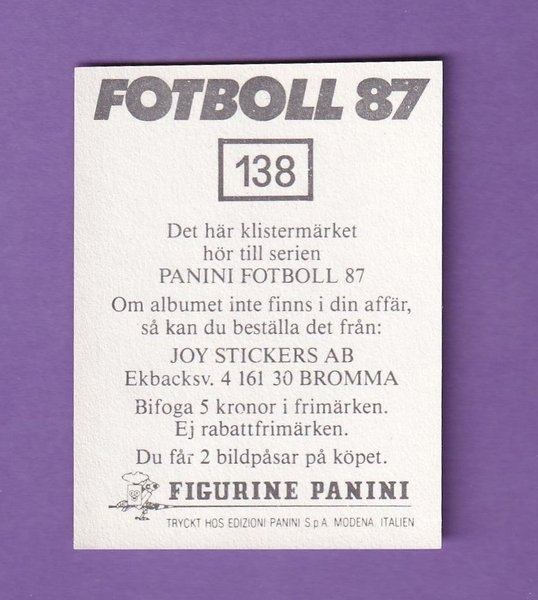 FOTBOLL 87
138
Det här klistermärket
hör till serien
PANINI FOTBOLL 87
Om albumet inte finns i din affär,
så kan du beställa det från:
JOY STICKERS AB
Ekbacksv. 4 161 30 BROMMA
Bifoga 5 kronor i frimärken.
Ej rabattfrimärken.
Du får 2 bildpåsar på köpet.
FIGURINE PANINI
TRYCKT HOS EDIZIONI PANINI S.p.A. MODENA, ITALIEN